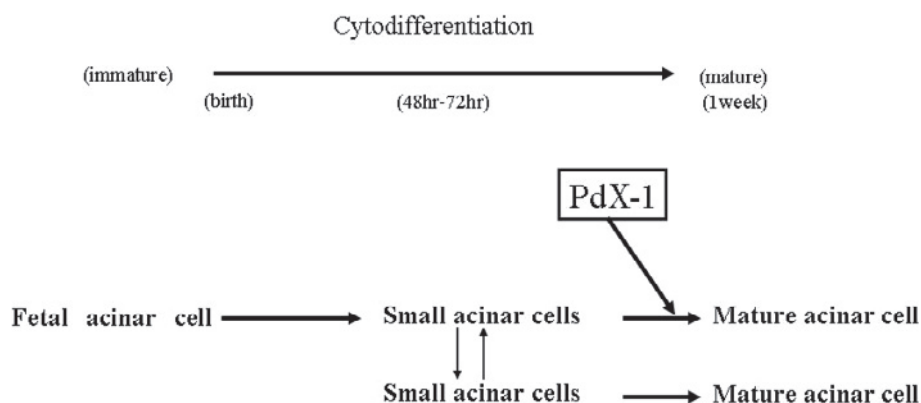 Cytodifferentiation
(immature) (mature)
(birth) (48hr-72hr) (1week)
PdX-1
Fetal acinar cell Small acinar cells Mature acinar cell
Small acinar cells Mature acinar cell